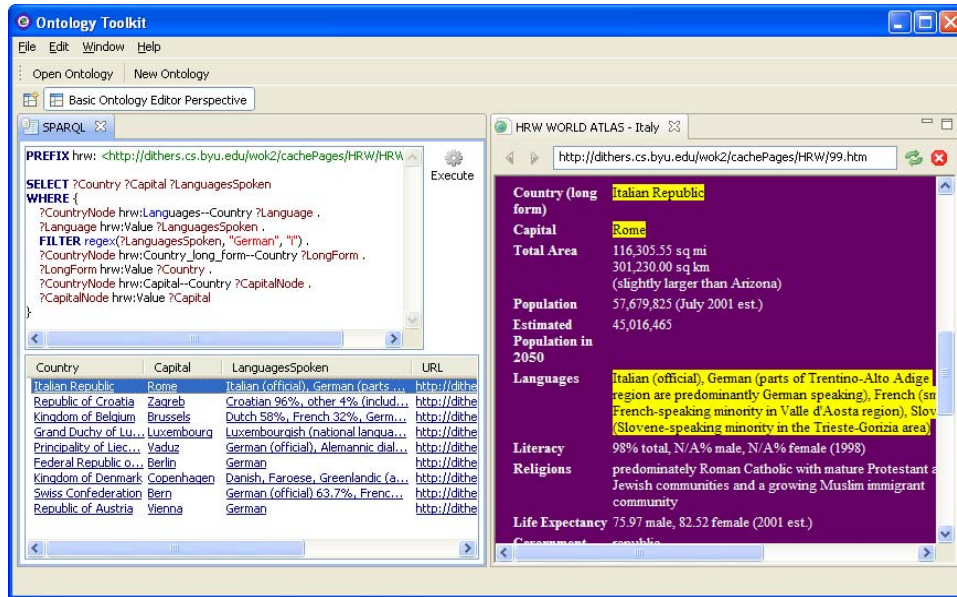 Ontology Toolkit
File Edit Window Help
Open Ontology New Ontology
Basic Ontology Editor Perspective
SPARQL
PREFIX hrw: <http://dithers.cs.byu.edu/wok2/cachePages/HRW/HRW
SELECT ?Country ?Capital ?LanguagesSpoken
WHERE {
?CountryNode hrw:Languages--Country ?Language .
?Language hrw:Value ?LanguagesSpoken .
FILTER regex(?LanguagesSpoken, "German", "i") .
?CountryNode hrw:Country_long_form--Country ?LongForm .
?LongForm hrw:Value ?Country .
?CountryNode hrw:Capital--Country ?CapitalNode .
?CapitalNode hrw:Value ?Capital
}
Execute
Country Capital LanguagesSpoken URL
Italian Republic Rome Italian (official), German (parts ... http://dithe
Republic of Croatia Zagreb Croatian 96%, other 4% (includ... http://dithe
Kingdom of Belgium Brussels Dutch 58%, French 32%, Germ... http://dithe
Grand Duchy of Lu... Luxembourg Luxembourgish (national langua... http://dithe
Principality of Liec... Vaduz German (official), Alemannic dial... http://dithe
Federal Republic o... Berlin German http://dithe
Kingdom of Denmark Copenhagen Danish, Faroese, Greenlandic (a... http://dithe
Swiss Confederation Bern German (official) 63.7%, Frenc... http://dithe
Republic of Austria Vienna German http://dithe
HRW WORLD ATLAS - Italy
http://dithers.cs.byu.edu/wok2/cachePages/HRW/99.htm
Country (long form) Italian Republic
Capital Rome
Total Area 116,305.55 sq mi
301,230.00 sq km
(slightly larger than Arizona)
Population 57,679,825 (July 2001 est.)
Estimated Population in 2050 45,016,465
Languages Italian (official), German (parts of Trentino-Alto Adige
region are predominantly German speaking), French (sm
French-speaking minority in Valle d'Aosta region), Slov
(Slovene-speaking minority in the Trieste-Gorizia area)
Literacy 98% total, N/A% male, N/A% female (1998)
Religions predominately Roman Catholic with mature Protestant a
Jewish communities and a growing Muslim immigrant
community
Life Expectancy 75.97 male, 82.52 female (2001 est.)
Government republic